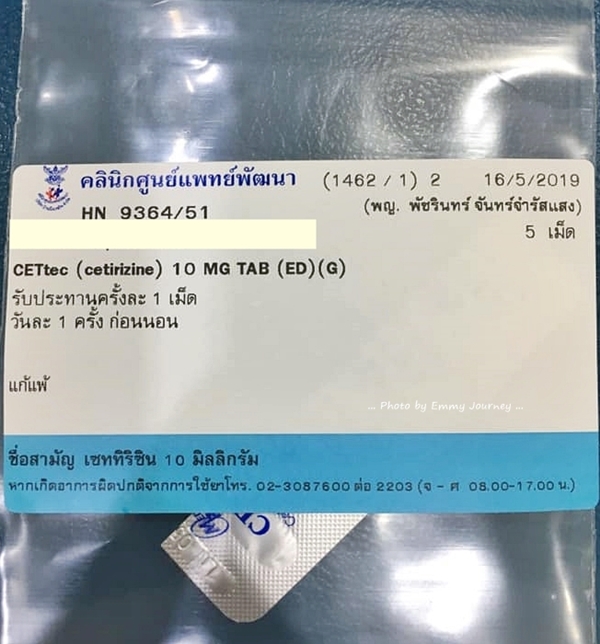 คลินิกศูนย์แพทย์พัฒนา (1462 / 1) 2 16/5/2019
HN 9364/51 (พญ. พัชรินทร์ จันทร์จำรัสแสง)
5 เม็ด
CETtec (cetirizine) 10 MG TAB (ED)(G)
รับประทานครั้งละ 1 เม็ด
วันละ 1 ครั้ง ก่อนนอน
แก้แพ้
... Photo by Emmy Journey ...
ชื่อสามัญ เซททิริซิน 10 มิลลิกรัม
หากเกิดอาการผิดปกติจากการใช้ยาโทร. 02-3087600 ต่อ 2203 (จ - ศ 08.00-17.00 น.)